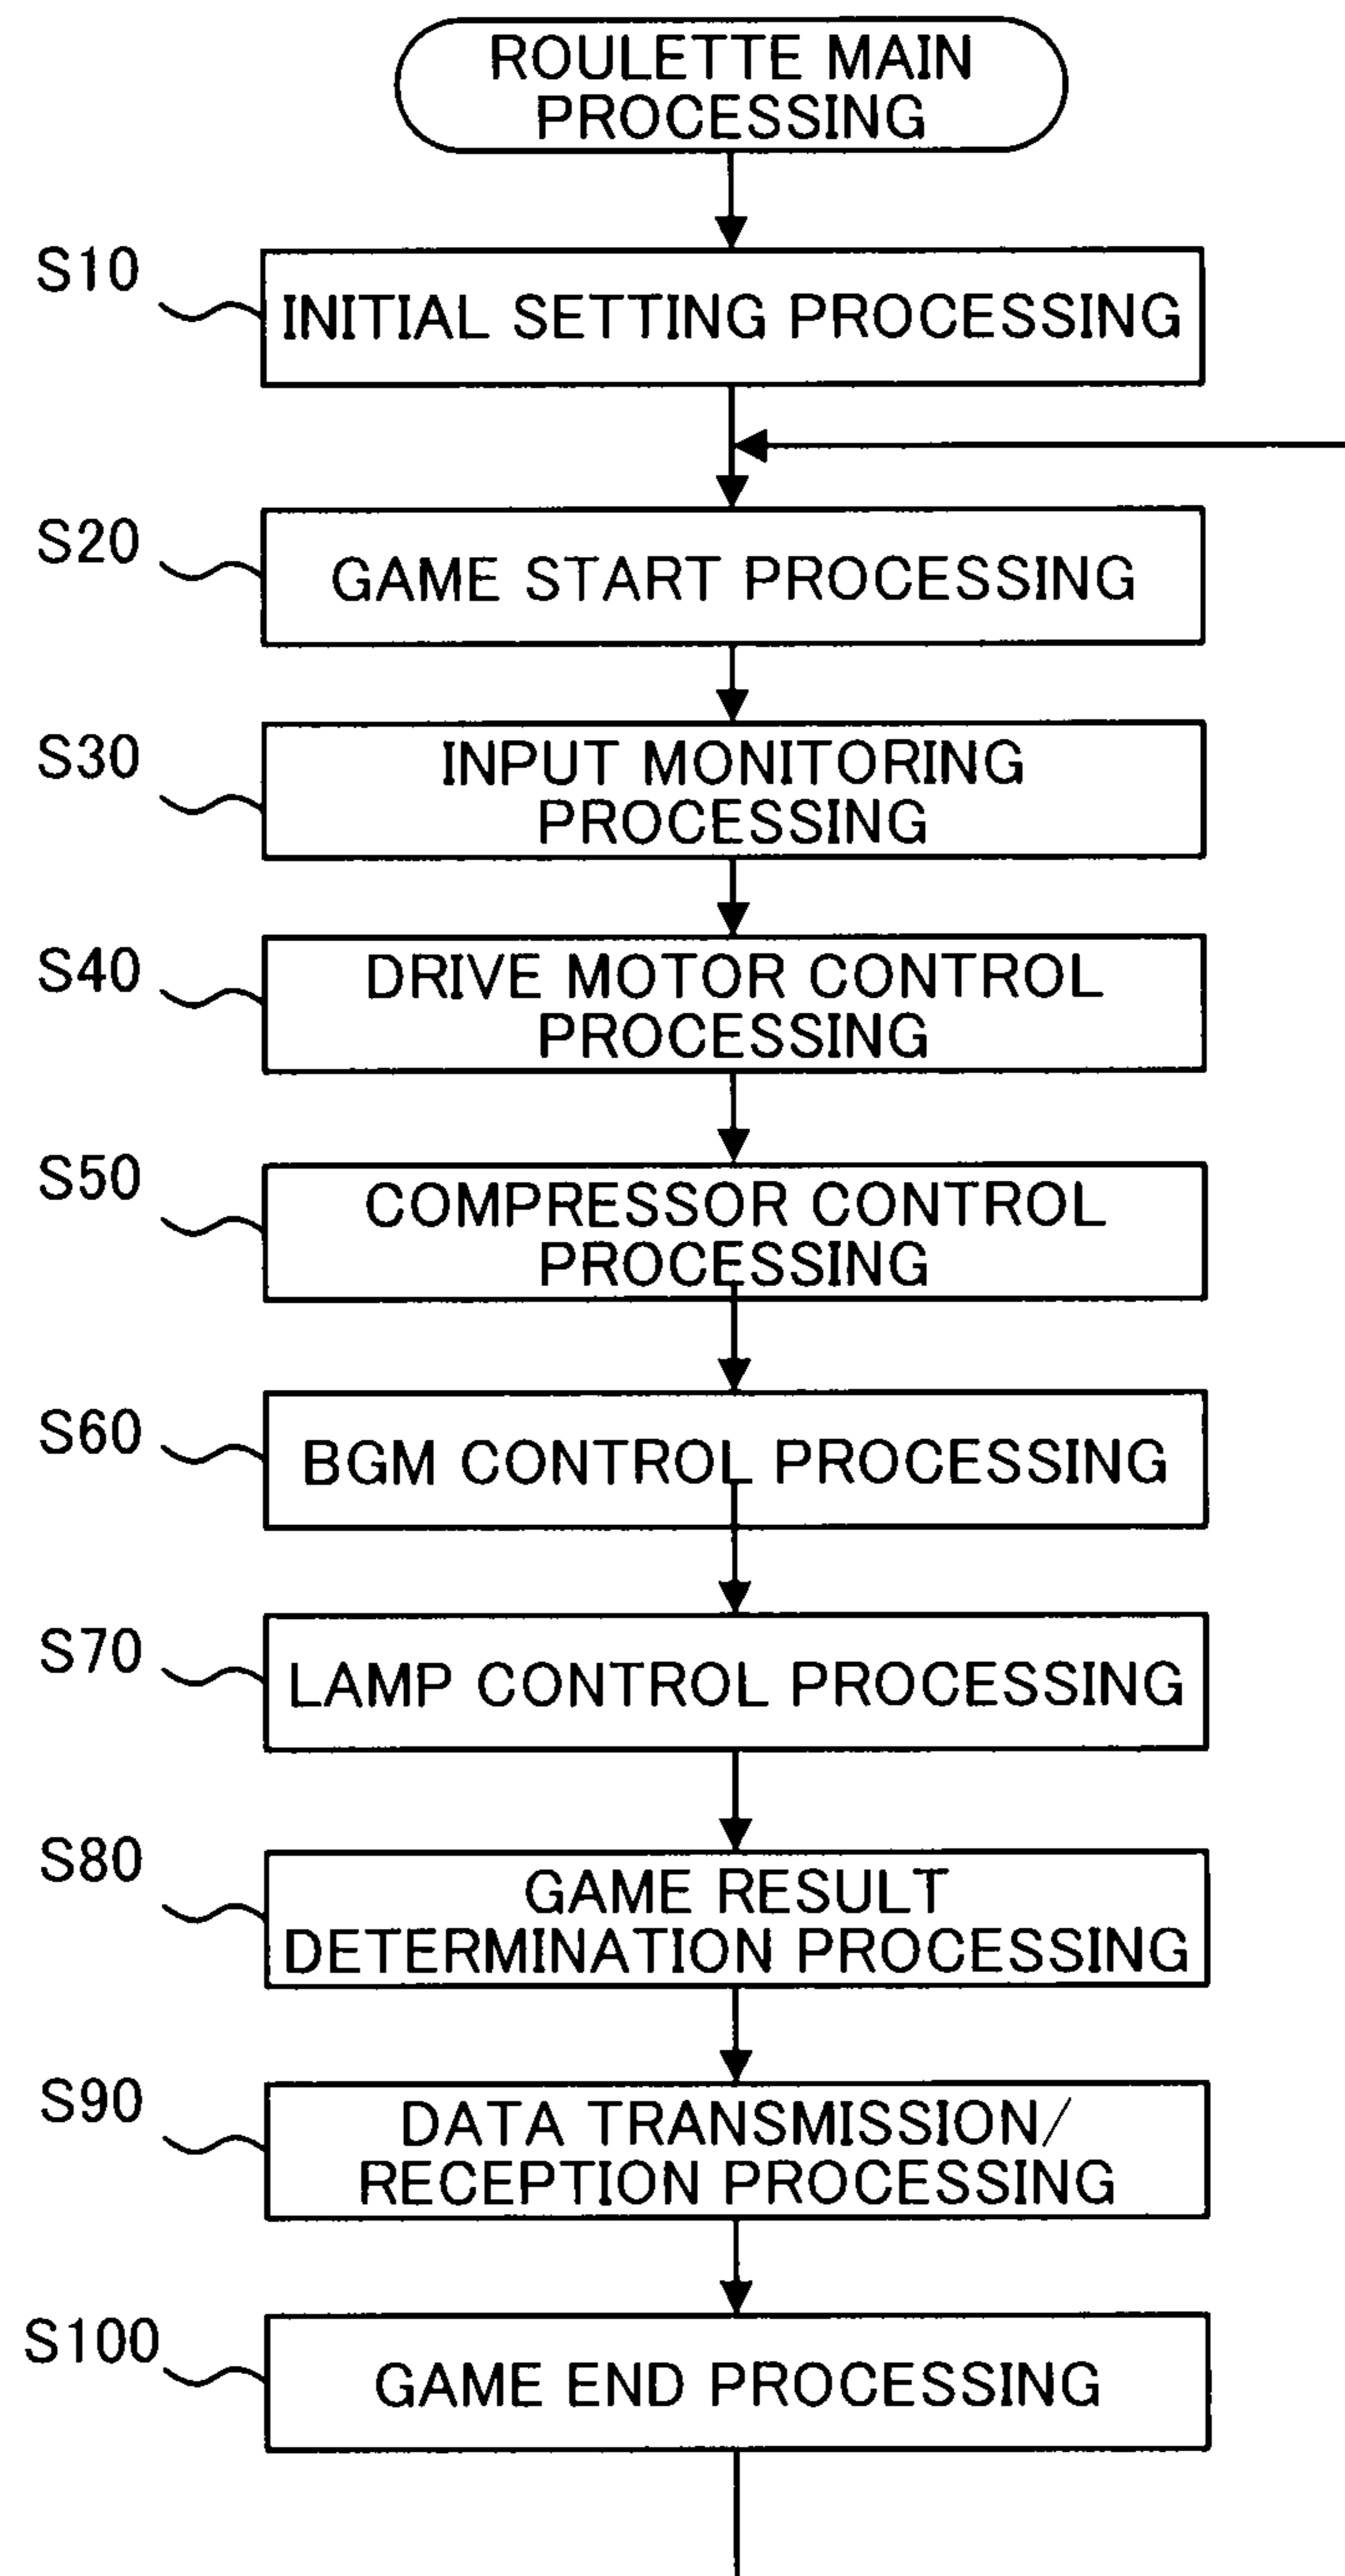 ROULETTE MAIN
PROCESSING
S10
INITIAL SETTING PROCESSING
S20
GAME START PROCESSING
S30
INPUT MONITORING
PROCESSING
S40
DRIVE MOTOR CONTROL
PROCESSING
S50
COMPRESSOR CONTROL
PROCESSING
S60
BGM CONTROL PROCESSING
S70
LAMP CONTROL PROCESSING
S80
GAME RESULT
DETERMINATION PROCESSING
S90
DATA TRANSMISSION/
RECEPTION PROCESSING
S100
GAME END PROCESSING